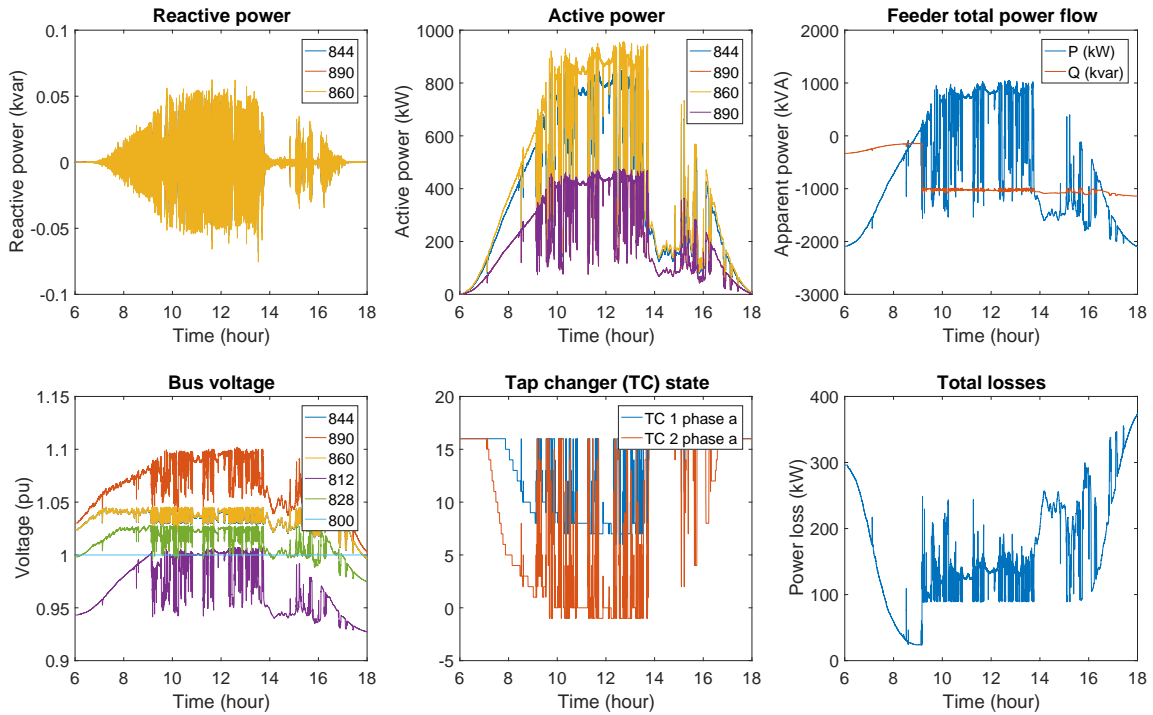 Reactive power
Reactive power (kvar)
0.1
0.05
0
-0.05
-0.1
6 8 10 12 14 16 18
Time (hour)
844
890
860
Active power
Active power (kW)
1000
800
600
400
200
0
6 8 10 12 14 16 18
Time (hour)
844
890
860
890
Feeder total power flow
Apparent power (kVA)
2000
1000
0
-1000
-2000
-3000
6 8 10 12 14 16 18
Time (hour)
P (kW)
Q (kvar)
Bus voltage
Voltage (pu)
1.15
1.1
1.05
1
0.95
0.9
6 8 10 12 14 16 18
Time (hour)
844
890
860
812
828
800
Tap changer (TC) state
20
15
10
5
0
-5
6 8 10 12 14 16 18
Time (hour)
TC 1 phase a
TC 2 phase a
Total losses
Power loss (kW)
400
300
200
100
0
6 8 10 12 14 16 18
Time (hour)